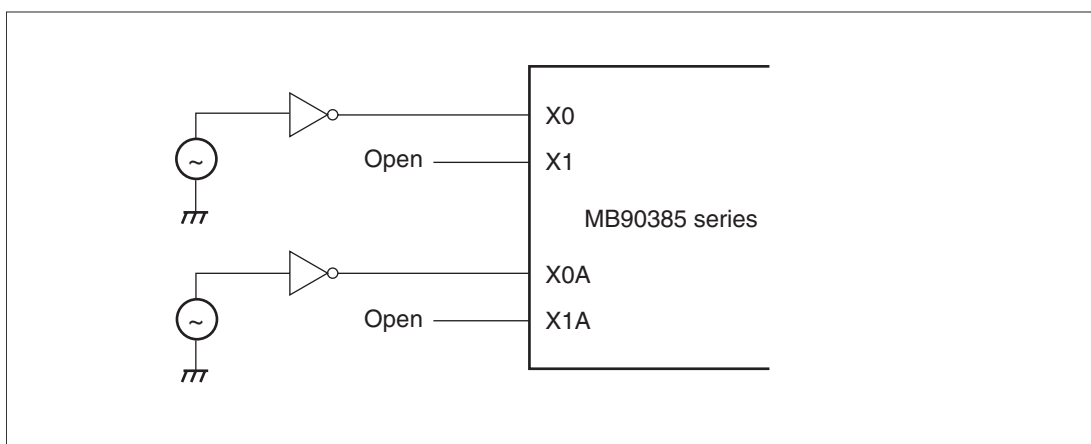 X0
Open
X1
MB90385 series
X0A
Open
X1A